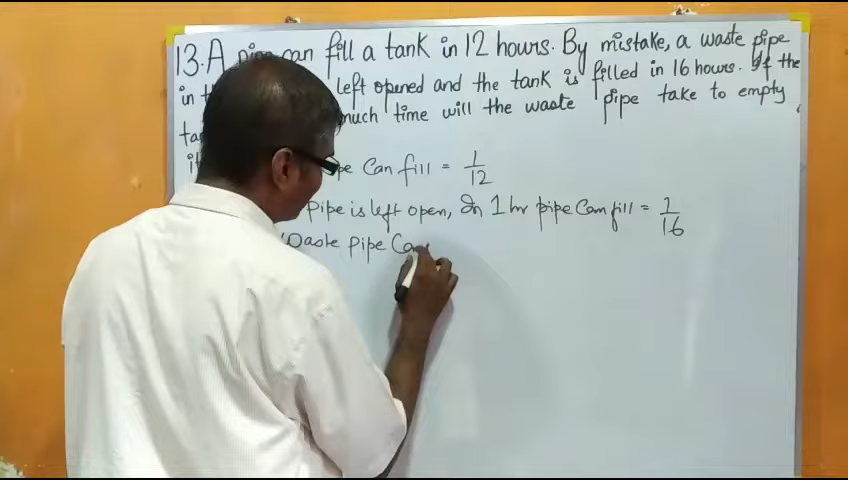 13. A pipe can fill a tank in 12 hours. By mistake, a waste pipe
in left opened and the tank is filled in 16 hours. If the
much time will the waste pipe take to empty
Can fill = 1/12
Pipe is left open, In 1 hr pipe Can fill = 1/16
Waste pipe Ca